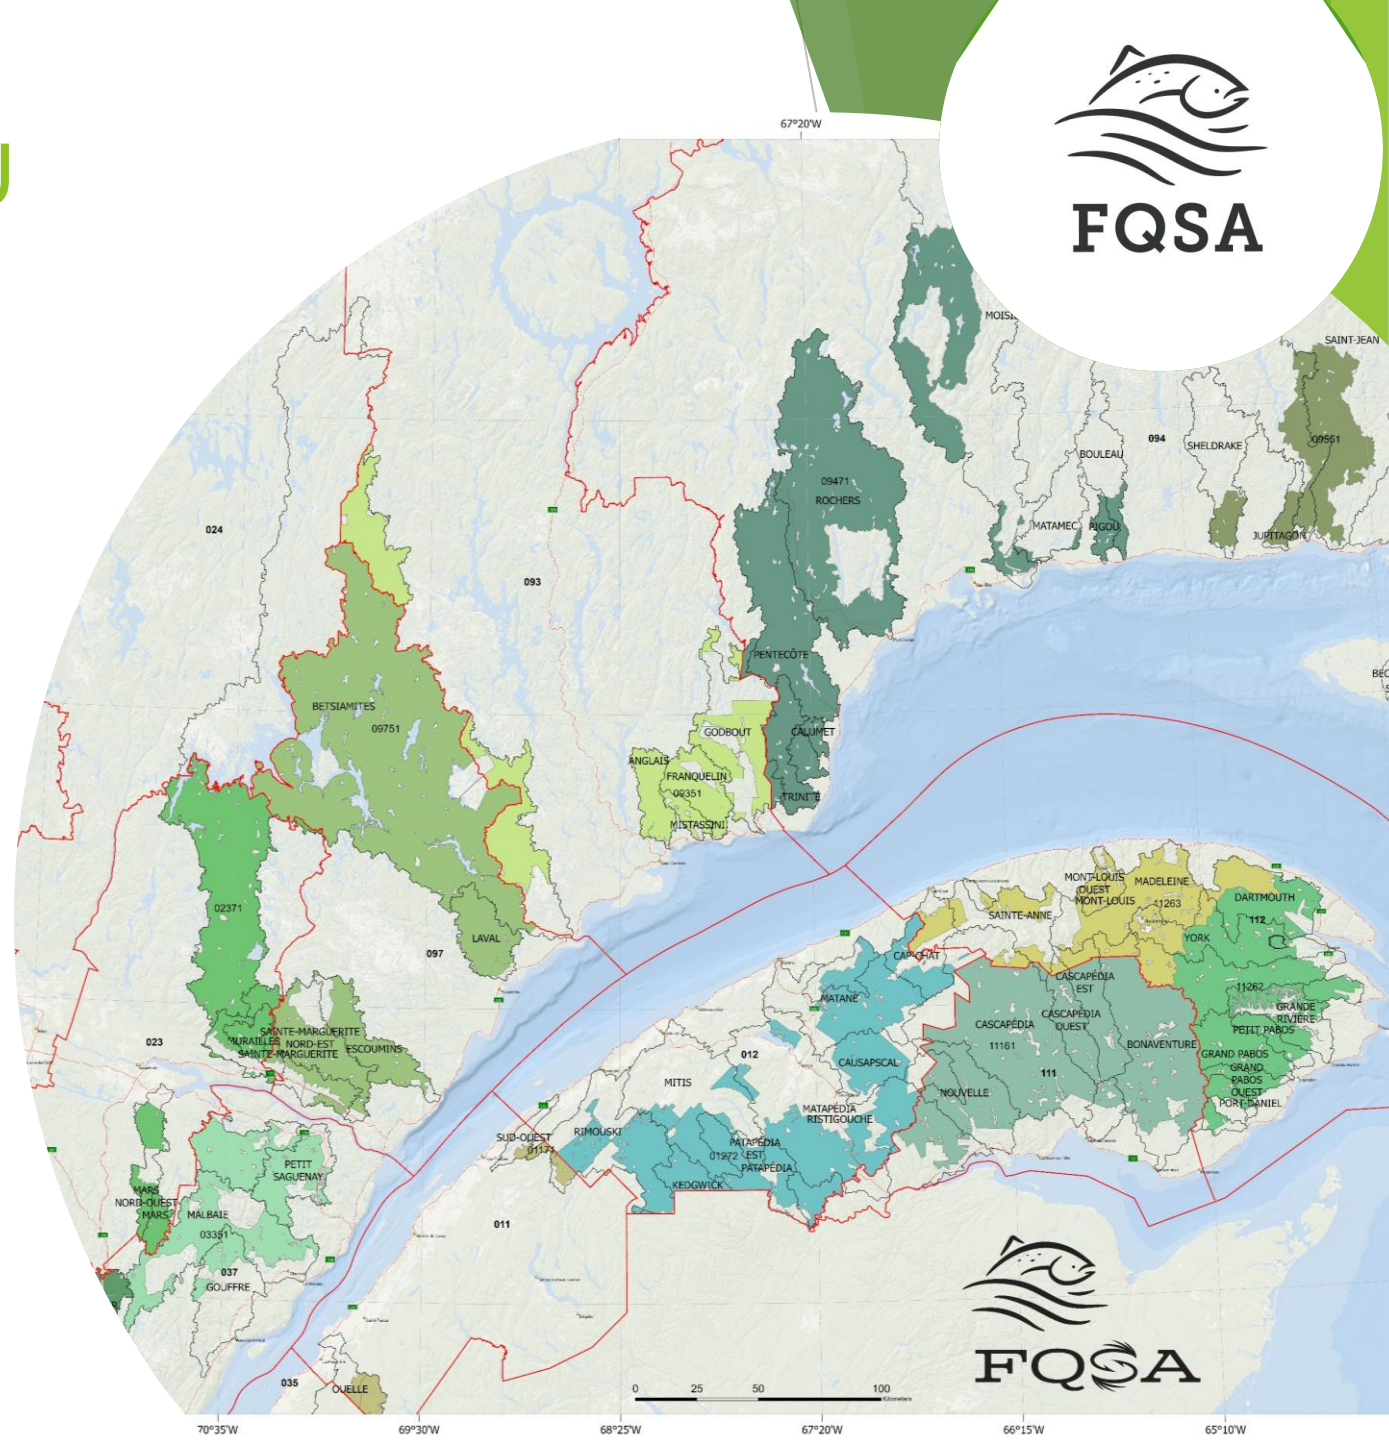 67°20'W
FQSA
MOISI
SAINT-JEAN
094
SHELDRAKE
09551
BOULEAU
09471
ROCHERS
024
MATAMEC
PIGOU
JUPITAGON
093
PENTECÔTE
BETSIAMITES
09751
GODBOUT
CALUMET
ANGLAIS
FRANQUELIN
09351
TRINITÉ
MISTASSINI
MONT-LOUIS
OUEST
MONT-LOUIS
MADELEINE
11263
DARTMOUTH
112
02371
SAINTE-ANNE
LAVAL
YORK
097
CAP-CHAT
CASCAPÉDIA
EST
MATANE
11262
GRANDE
RIVIÈRE
CASCAPÉDIA
CASCAPÉDIA
OUEST
PETIT PABOS
SAINTE-MARGUERITE
NORD-EST
MURAILLES
SAINTE-MARGUERITE
ESCOUMINS
023
11161
BONAVENTURE
GRAND PABOS
012
CAUSAPSCAL
111
GRAND
PABOS
OUEST
MITIS
NOUVELLE
PORT-DANIEL
MATAPÉDIA
RISTIGOUCHE
SUD-OUEST
01171
RIMOUSKI
PATAPÉDIA
EST
01272
PATAPÉDIA
PETIT
SAGUENAY
KEDGWICK
MARS
NORD-OUEST
MARS
MALBAIE
03351
011
037
GOUFFRE
FQSA
035
OUELLE
0 25 50 100
Kilometers
70°35'W 69°30'W 68°25'W 67°20'W 66°15'W 65°10'W